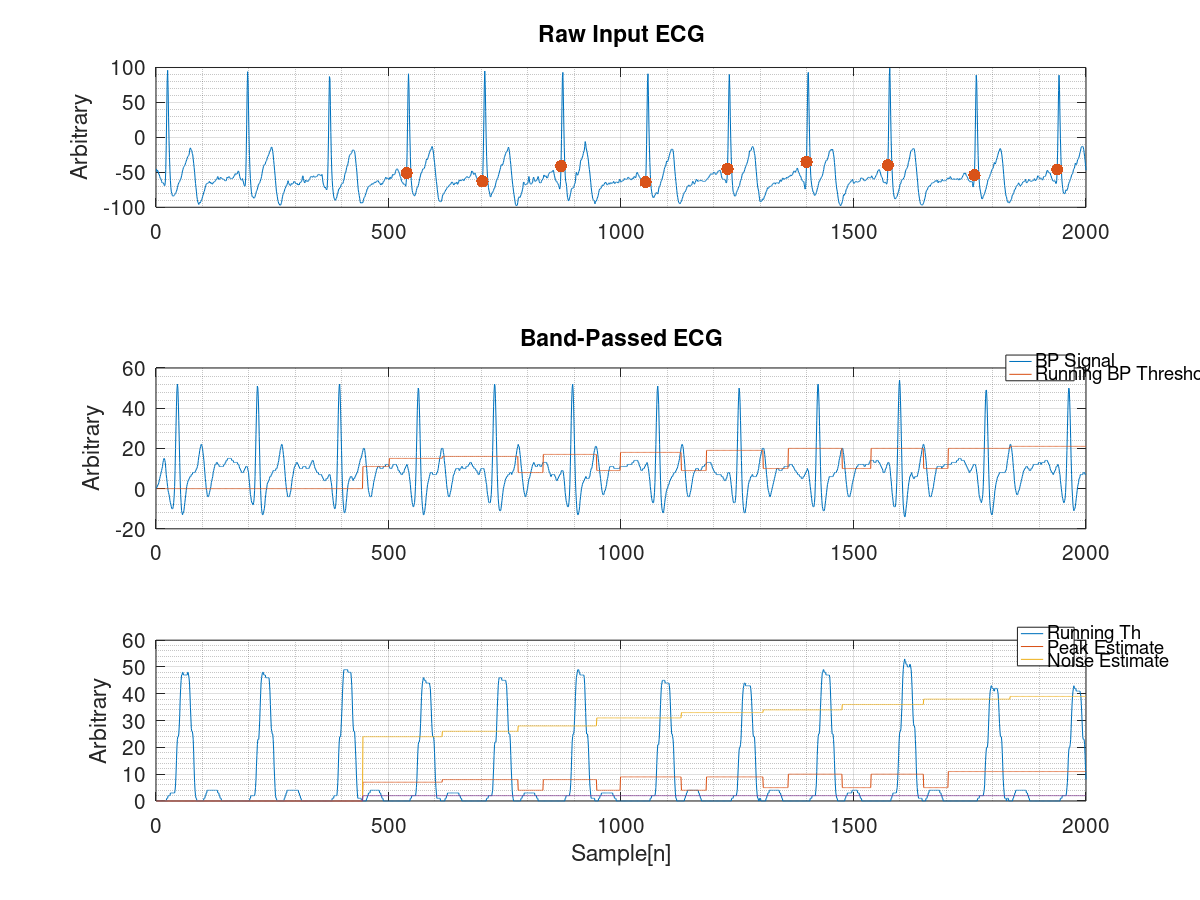 Raw Input ECG
100
50
0
-50
-100
Arbitrary
0 500 1000 1500 2000
Band-Passed ECG
BP Signal
Running BP Thresho
60
40
20
0
-20
Arbitrary
0 500 1000 1500 2000
Running Th
Peak Estimate
Noise Estimate
60
50
40
30
20
10
0
Arbitrary
0 500 1000 1500 2000
Sample[n]